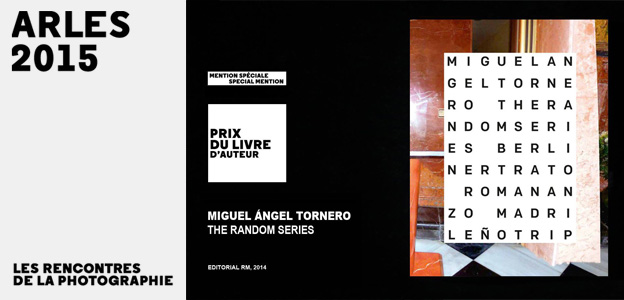 ARLES
2015
LES RENCONTRES
DE LA PHOTOGRAPHIE
MENTION SPÉCIALE
SPECIAL MENTION
PRIX
DU LIVRE
D'AUTEUR
MIGUEL ÁNGEL TORNERO
THE RANDOM SERIES
EDITORIAL RM, 2014
MIGUELAN
GELTORNE
RO THERA
NDOMSERI
ES BERLI
NERTRATO
ROMANAN
ZO MADRI
LEÑOTRIP